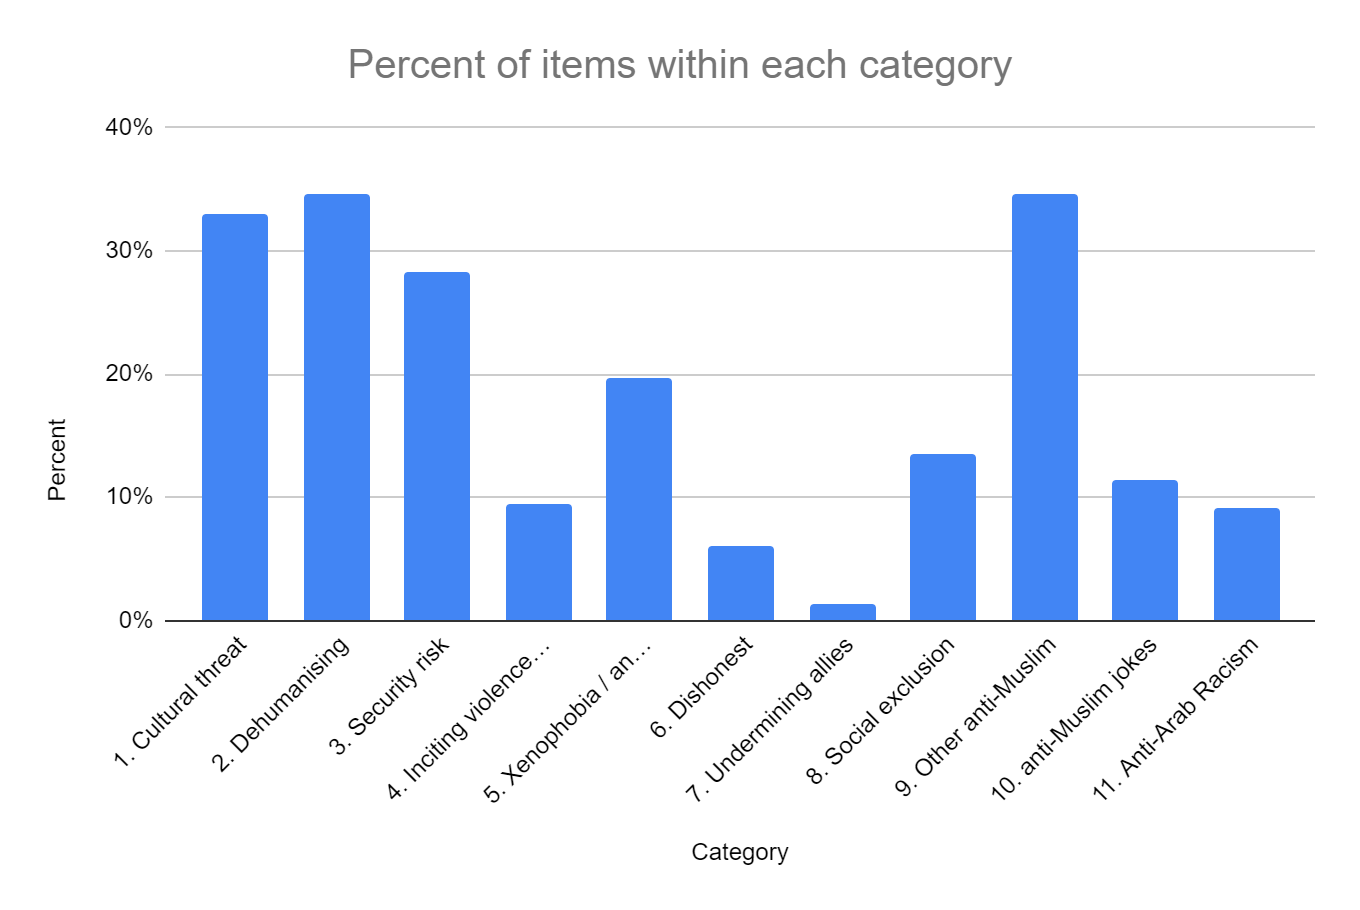 Percent of items within each category
40%
30%
20%
10%
0%
Percent
1. Cultural threat
2. Dehumanising
3. Security risk
4. Inciting violence…
5. Xenophobia / an…
6. Dishonest
7. Undermining allies
8. Social exclusion
9. Other anti-Muslim
10. anti-Muslim jokes
11. Anti-Arab Racism
Category